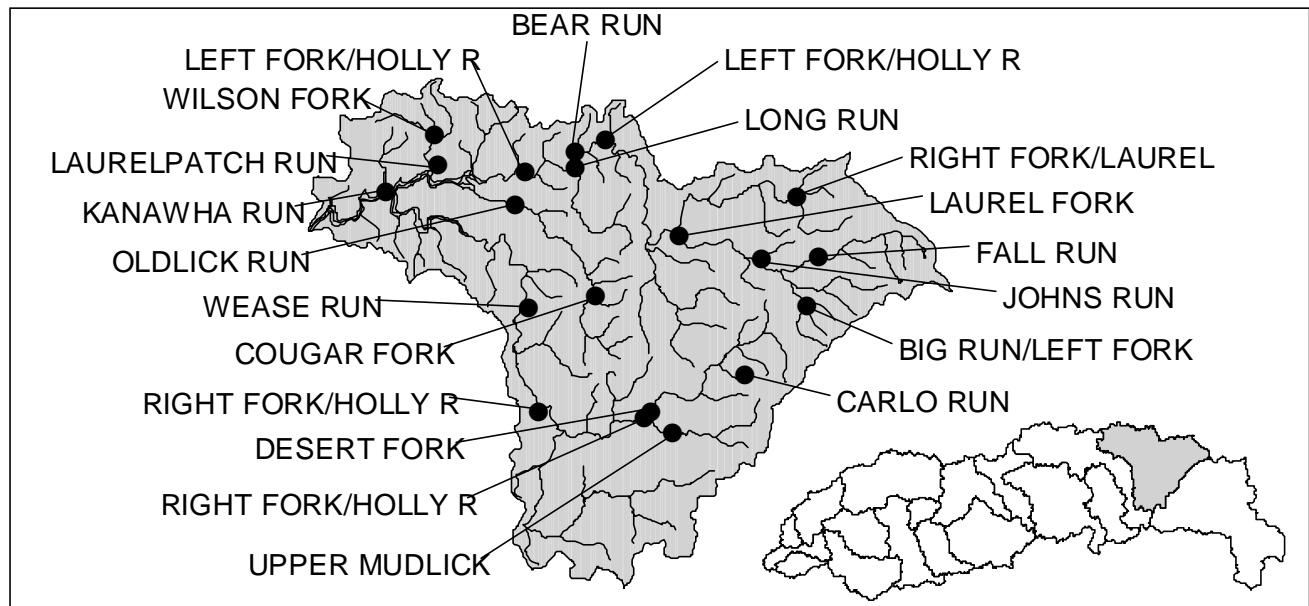 BEAR RUN
LEFT FORK/HOLLY R
LEFT FORK/HOLLY R
WILSON FORK
LONG RUN
LAURELPATCH RUN
RIGHT FORK/LAUREL
KANAWHA RUN
LAUREL FORK
OLDLICK RUN
FALL RUN
WEASE RUN
JOHNS RUN
COUGAR FORK
BIG RUN/LEFT FORK
RIGHT FORK/HOLLY R
CARLO RUN
DESERT FORK
RIGHT FORK/HOLLY R
UPPER MUDLICK